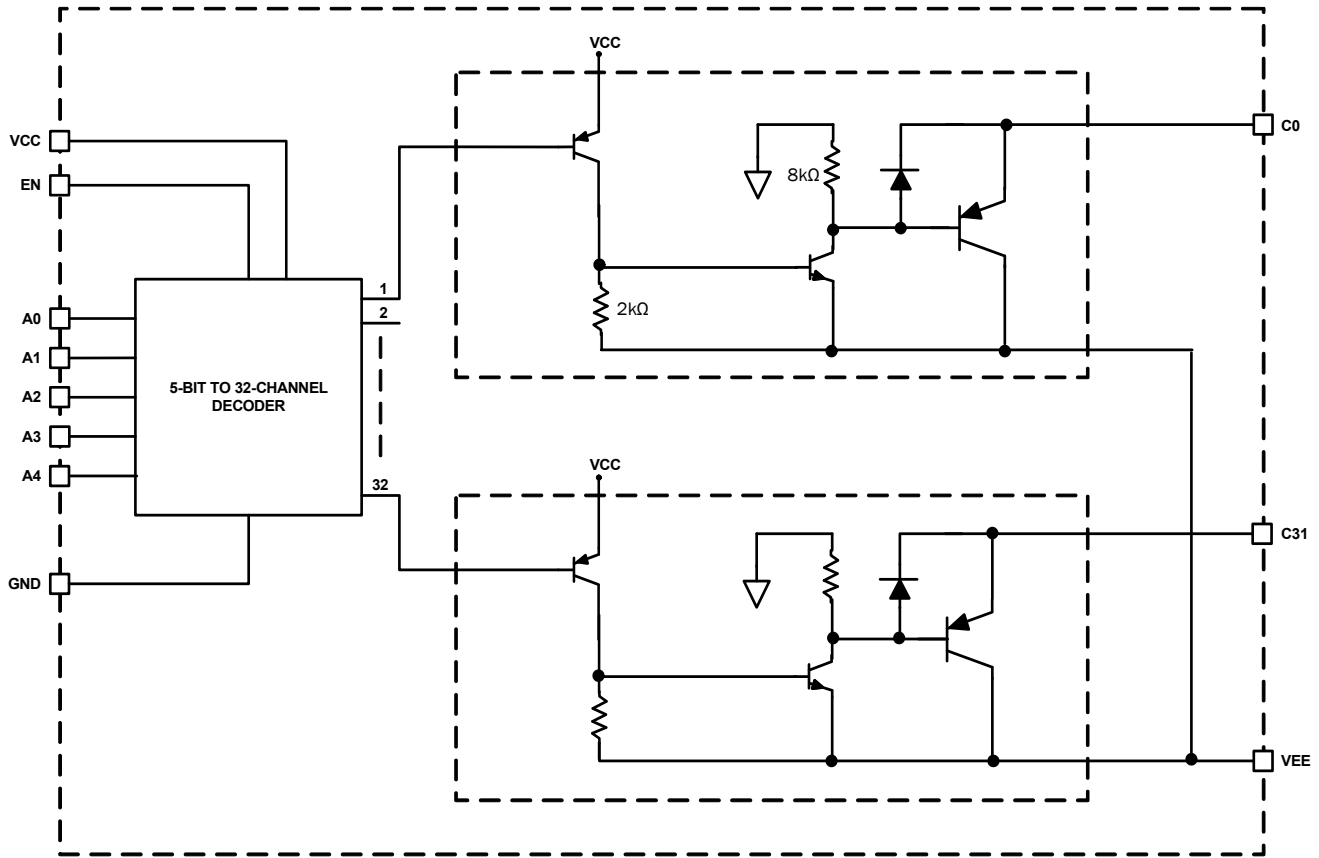 VCC
C0
VCC
EN
8kΩ
1
2
2kΩ
A0
A1
A2
A3
A4
5-BIT TO 32-CHANNEL
DECODER
32
VCC
C31
GND
VEE